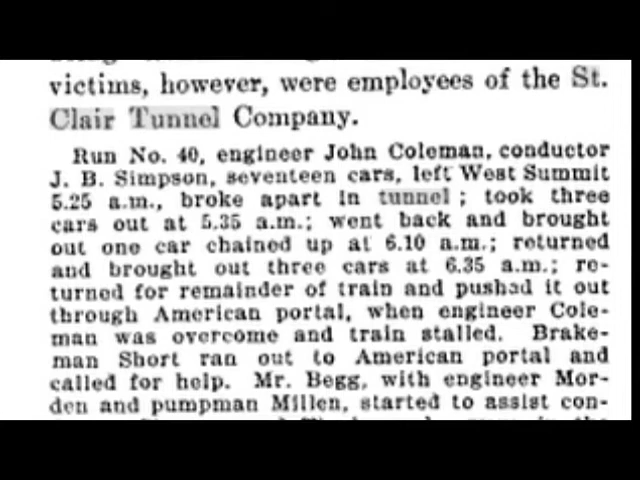 victims, however, were employees of the St.
Clair Tunnel Company.
Run No. 40, engineer John Coleman, conductor
J. B. Simpson, seventeen cars, left West Summit
5.25 a.m., broke apart in tunnel ; took three
cars out at 5.35 a.m.; went back and brought
out one car chained up at 6.10 a.m.; returned
and brought out three cars at 6.35 a.m.; re-
turned for remainder of train and pushed it out
through American portal, when engineer Cole-
man was overcome and train stalled. Brake-
man Short ran out to American portal and
called for help. Mr. Begg, with engineer Mor-
den and pumpman Millen, started to assist con-